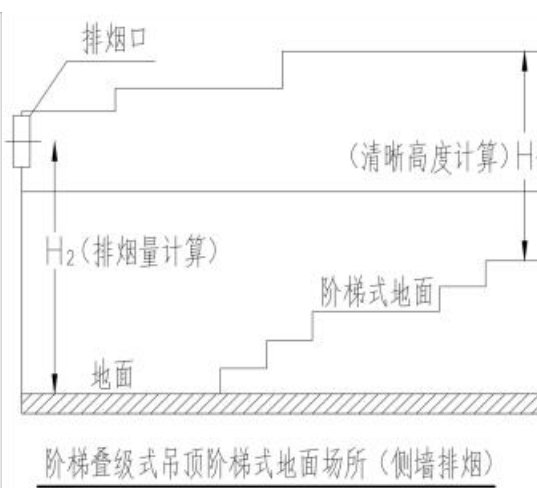 排烟口
(清晰高度计算)H
H₂(排烟量计算)
阶梯式地面
地面
阶梯叠级式吊顶阶梯式地面场所（侧墙排烟）